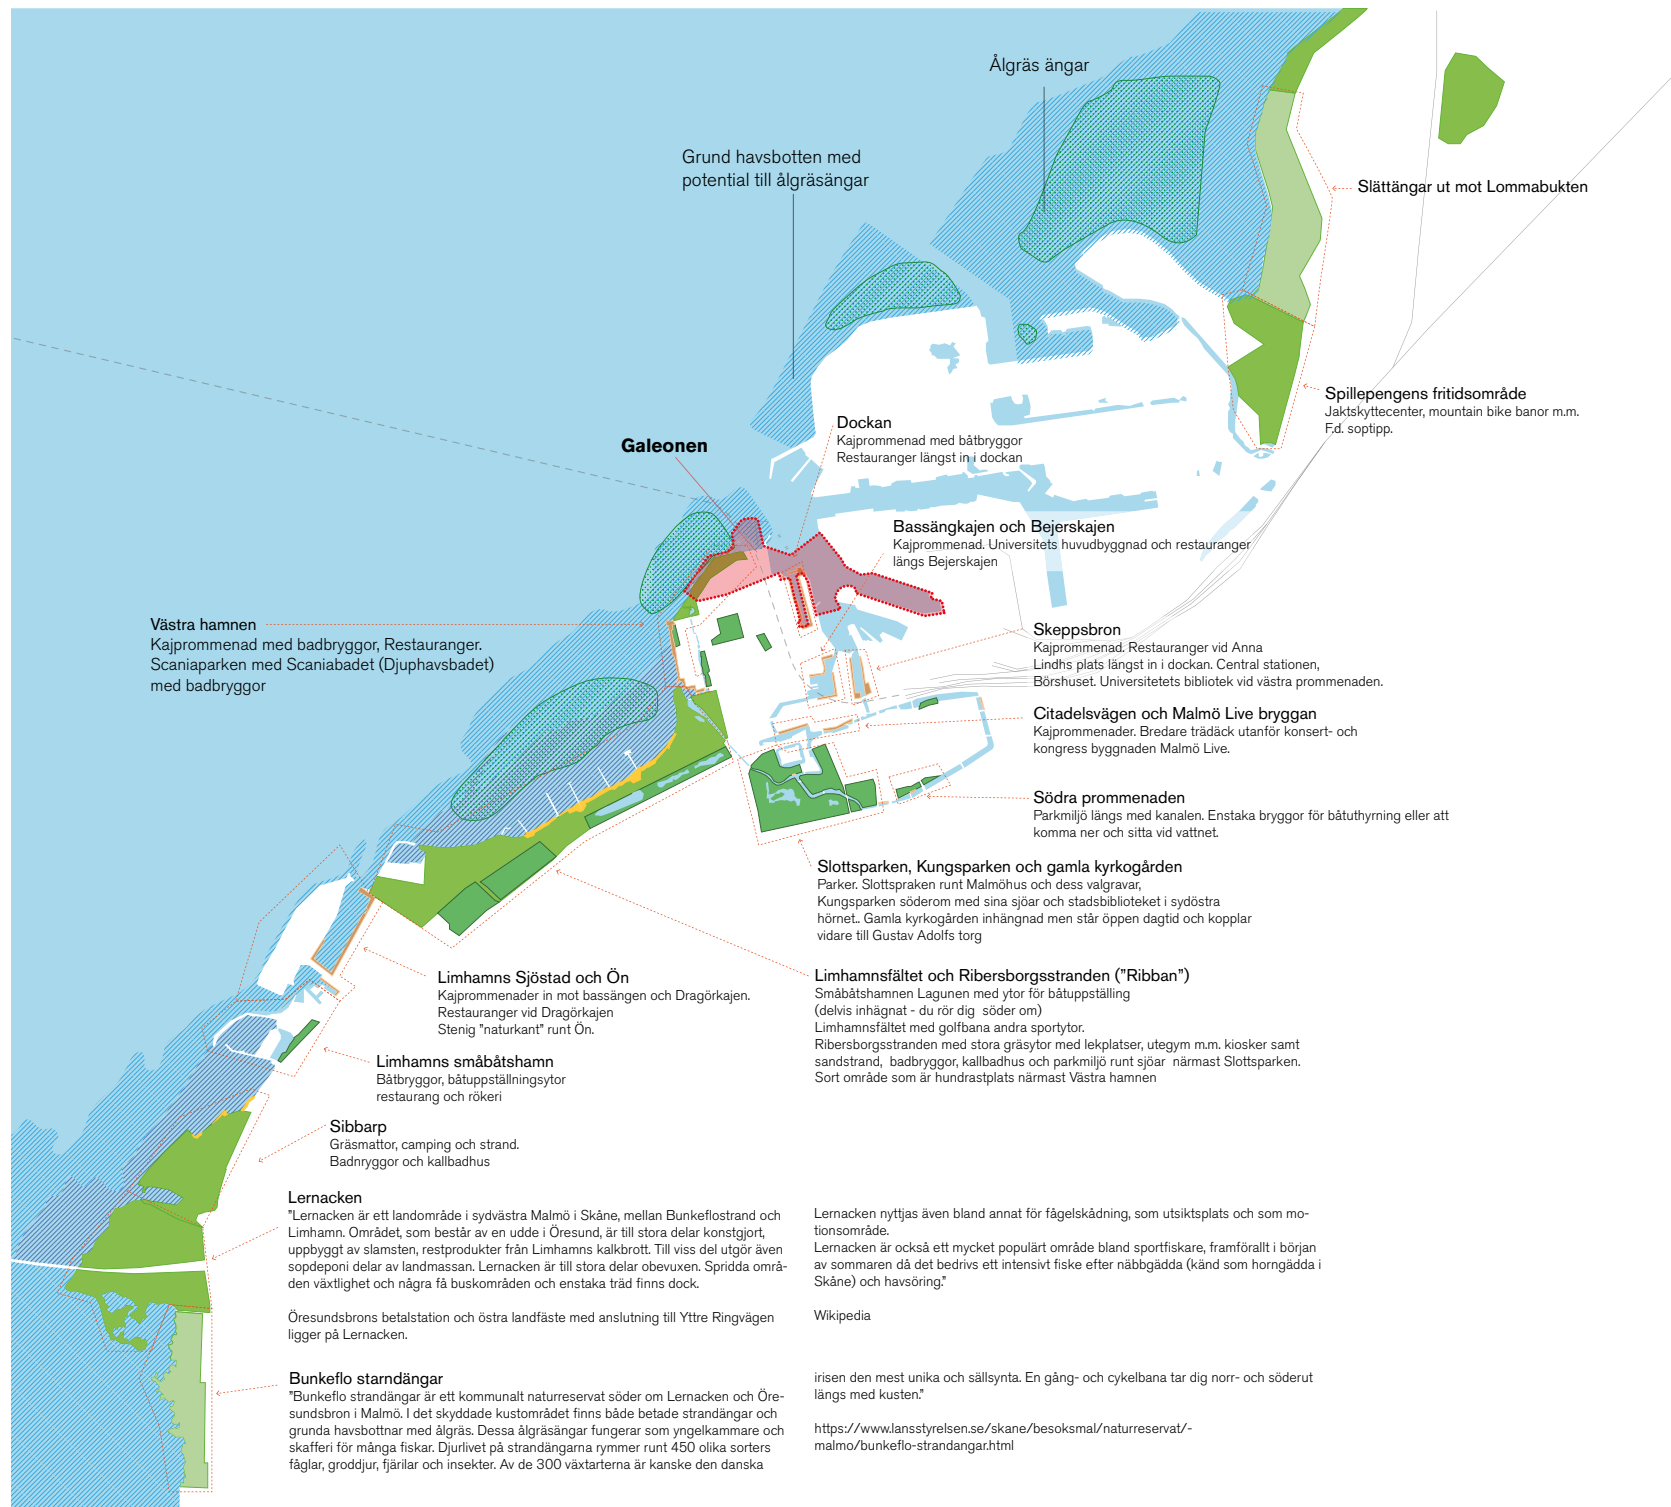 Ålgräs ängar
Grund havsbotten med
potential till ålgräsängar
Slättängar ut mot Lommabukten
Spillepengens fritidsområde
Jaktskyttecenter, mountain bike banor m.m.
F.d. soptipp.
Dockan
Kajprommenad med båtbryggor
Restauranger längst in i dockan
Galeonen
Bassängkajen och Bejerskajen
Kajprommenad. Universitets huvudbyggnad och restauranger
längs Bejerskajen
Västra hamnen
Kajprommenad med badbryggor, Restauranger.
Scaniaparken med Scaniabadet (Djuphavsbadet)
med badbryggor
Skeppsbron
Kajprommenad. Restauranger vid Anna
Lindhs plats längst in i dockan. Central stationen,
Börshuset. Universitetets bibliotek vid västra prommenaden.
Citadelsvägen och Malmö Live bryggan
Kajprommenader. Bredare trädäck utanför konsert- och
kongress byggnaden Malmö Live.
Södra prommenaden
Parkmiljö längs med kanalen. Enstaka bryggor för båtuthyrning eller att
komma ner och sitta vid vattnet.
Slottsparken, Kungsparken och gamla kyrkogården
Parker. Slottspraken runt Malmöhus och dess valgravar,
Kungsparken söderom med sina sjöar och stadsbiblioteket i sydöstra
hörnet.. Gamla kyrkogården inhängnad men står öppen dagtid och kopplar
vidare till Gustav Adolfs torg
Limhamns Sjöstad och Ön
Kajprommenader in mot bassängen och Dragörkajen.
Restauranger vid Dragörkajen
Stenig ”naturkant” runt Ön.
Limhamnsfältet och Ribersborgsstranden (”Ribban”)
Småbåtshamnen Lagunen med ytor för båtuppställing
(delvis inhägnat - du rör dig  söder om)
Limhamnsfältet med golfbana andra sportytor.
Ribersborgsstranden med stora gräsytor med lekplatser, utegym m.m. kiosker samt
sandstrand,  badbryggor, kallbadhus och parkmiljö runt sjöar  närmast Slottsparken.
Sort område som är hundrastplats närmast Västra hamnen
Limhamns småbåtshamn
Båtbryggor, båtuppställningsytor
restaurang och rökeri
Sibbarp
Gräsmattor, camping och strand.
Badnryggor och kallbadhus
Lernacken
”Lernacken är ett landområde i sydvästra Malmö i Skåne, mellan Bunkeflostrand och
Limhamn. Området, som består av en udde i Öresund, är till stora delar konstgjort,
uppbyggt av slamsten, restprodukter från Limhamns kalkbrott. Till viss del utgör även
sopdeponi delar av landmassan. Lernacken är till stora delar obevuxen. Spridda områ-
den växtlighet och några få buskområden och enstaka träd finns dock.
Öresundsbrons betalstation och östra landfäste med anslutning till Yttre Ringvägen
ligger på Lernacken.
Lernacken nyttjas även bland annat för fågelskådning, som utsiktsplats och som mo-
tionsområde.
Lernacken är också ett mycket populärt område bland sportfiskare, framförallt i början
av sommaren då det bedrivs ett intensivt fiske efter näbbgädda (känd som horngädda i
Skåne) och havsöring.”
Wikipedia
Bunkeflo starndängar
”Bunkeflo strandängar är ett kommunalt naturreservat söder om Lernacken och Öre-
sundsbron i Malmö. I det skyddade kustområdet finns både betade strandängar och
grunda havsbottnar med ålgräs. Dessa ålgräsängar fungerar som yngelkammare och
skafferi för många fiskar. Djurlivet på strandängarna rymmer runt 450 olika sorters
fåglar, groddjur, fjärilar och insekter. Av de 300 växtarterna är kanske den danska
irisen den mest unika och sällsynta. En gång- och cykelbana tar dig norr- och söderut
längs med kusten.”
https://www.lansstyrelsen.se/skane/besoksmal/naturreservat/-
malmo/bunkeflo-strandangar.html